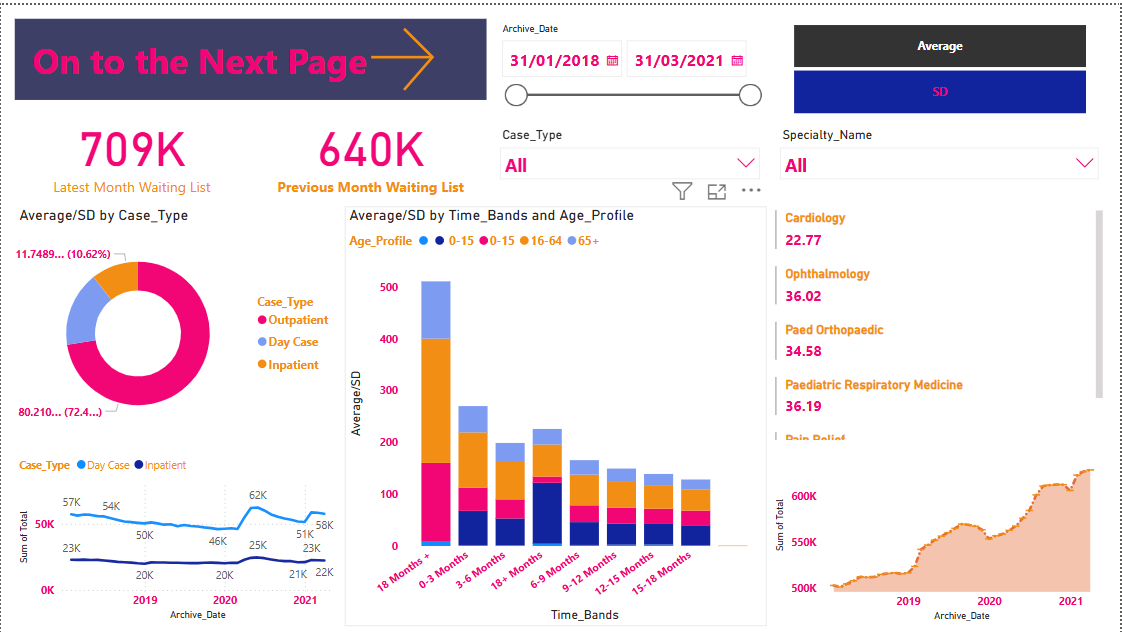 On to the Next Page
Archive_Date
31/01/2018
31/03/2021
Average
SD
709K
Latest Month Waiting List
640K
Previous Month Waiting List
Case_Type
All
Specialty_Name
All
Average/SD by Case_Type
11.7489... (10.62%)
80.210... (72.4...)
Case_Type
Outpatient
Day Case
Inpatient
Average/SD by Time_Bands and Age_Profile
Age_Profile 0-15 0-15 16-64 65+
Average/SD
500
400
300
200
100
0
18 Months +
0-3 Months
3-6 Months
18+ Months
6-9 Months
9-12 Months
12-15 Months
15-18 Months
Time_Bands
Cardiology
22.77
Ophthalmology
36.02
Paed Orthopaedic
34.58
Paediatric Respiratory Medicine
36.19
Pain Relief
Case_Type Day Case Inpatient
Sum of Total
50K
0K
57K
54K
50K
46K
62K
51K
58K
23K
20K
20K
25K
21K
23K
22K
2019
2020
2021
Archive_Date
Sum of Total
600K
550K
500K
2019
2020
2021
Archive_Date